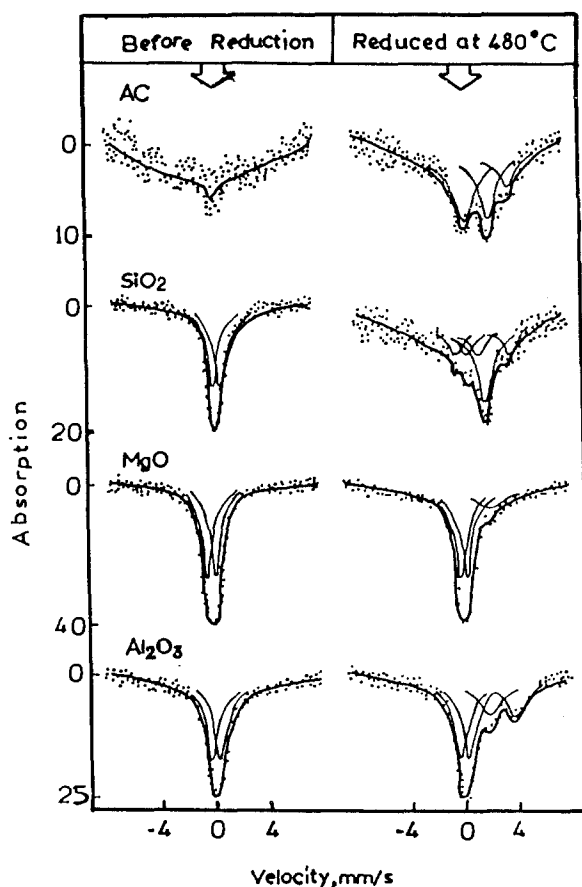 Before Reduction
Reduced at 480°C
AC
0
10
SiO₂
0
20
MgO
0
40
Al₂O₃
0
25
Absorption
-4 0 4
-4 0 4
Velocity, mm/s